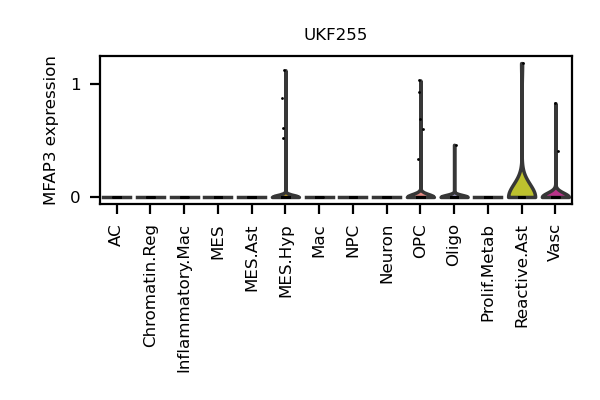 UKF255
MFAP3 expression
1
0
AC
Chromatin.Reg
Inflammatory.Mac
MES
MES.Ast
MES.Hyp
Mac
NPC
Neuron
OPC
Oligo
Prolif.Metab
Reactive.Ast
Vasc